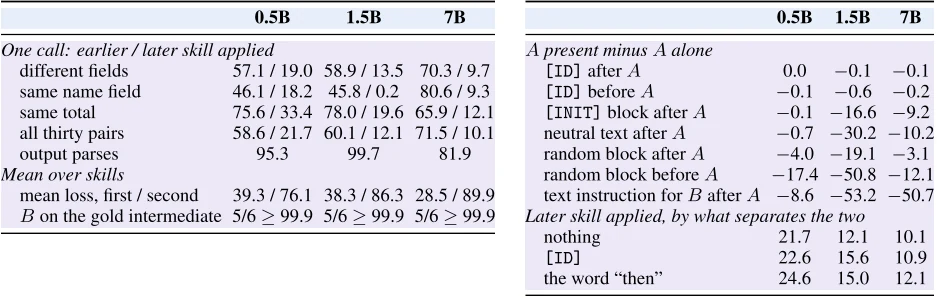 0.5B 1.5B 7B
One call: earlier / later skill applied
different fields 57.1 / 19.0 58.9 / 13.5 70.3 / 9.7
same name field 46.1 / 18.2 45.8 / 0.2 80.6 / 9.3
same total 75.6 / 33.4 78.0 / 19.6 65.9 / 12.1
all thirty pairs 58.6 / 21.7 60.1 / 12.1 71.5 / 10.1
output parses 95.3 99.7 81.9
Mean over skills
mean loss, first / second 39.3 / 76.1 38.3 / 86.3 28.5 / 89.9
B on the gold intermediate 5/6 ≥ 99.9 5/6 ≥ 99.9 5/6 ≥ 99.9
0.5B 1.5B 7B
A present minus A alone
[ID] after A 0.0 −0.1 −0.1
[ID] before A −0.1 −0.6 −0.2
[INIT] block after A −0.1 −16.6 −9.2
neutral text after A −0.7 −30.2 −10.2
random block after A −4.0 −19.1 −3.1
random block before A −17.4 −50.8 −12.1
text instruction for B after A −8.6 −53.2 −50.7
Later skill applied, by what separates the two
nothing 21.7 12.1 10.1
[ID] 22.6 15.6 10.9
the word “then” 24.6 15.0 12.1